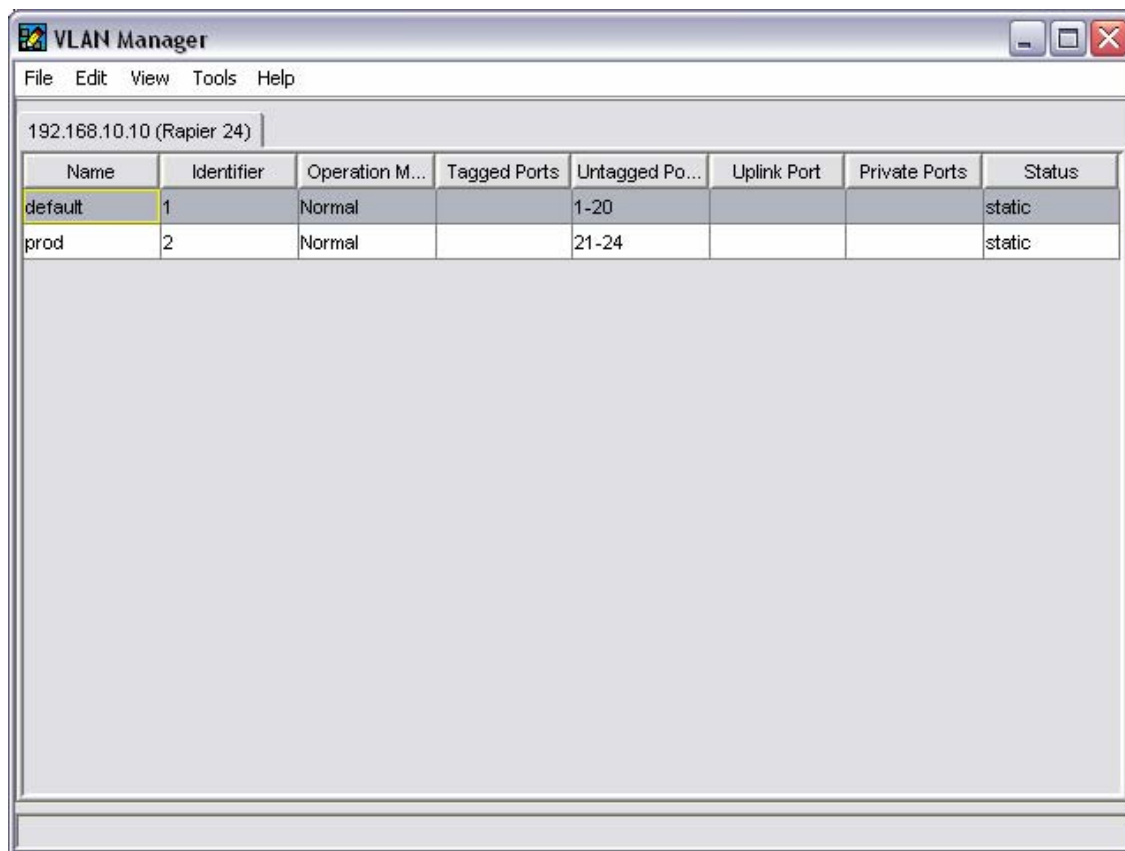 VLAN Manager
File Edit View Tools Help
192.168.10.10 (Rapier 24)
Name Identifier Operation M... Tagged Ports Untagged Po... Uplink Port Private Ports Status
default 1 Normal 1-20 static
prod 2 Normal 21-24 static